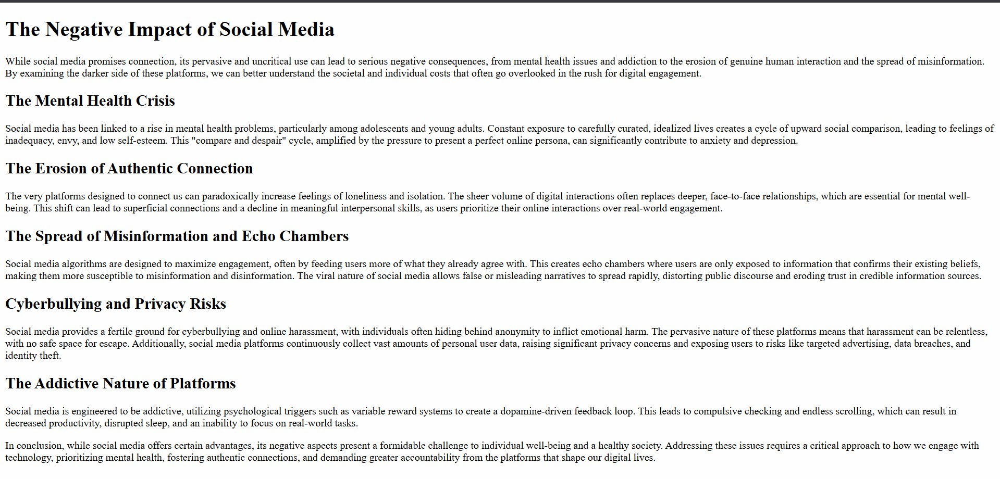 The Negative Impact of Social Media
While social media promises connection, its pervasive and uncritical use can lead to serious negative consequences, from mental health issues and addiction to the erosion of genuine human interaction and the spread of misinformation.
By examining the darker side of these platforms, we can better understand the societal and individual costs that often go overlooked in the rush for digital engagement.
The Mental Health Crisis
Social media has been linked to a rise in mental health problems, particularly among adolescents and young adults. Constant exposure to carefully curated, idealized lives creates a cycle of upward social comparison, leading to feelings of
inadequacy, envy, and low self-esteem. This "compare and despair" cycle, amplified by the pressure to present a perfect online persona, can significantly contribute to anxiety and depression.
The Erosion of Authentic Connection
The very platforms designed to connect us can paradoxically increase feelings of loneliness and isolation. The sheer volume of digital interactions often replaces deeper, face-to-face relationships, which are essential for mental well-
being. This shift can lead to superficial connections and a decline in meaningful interpersonal skills, as users prioritize their online interactions over real-world engagement.
The Spread of Misinformation and Echo Chambers
Social media algorithms are designed to maximize engagement, often by feeding users more of what they already agree with. This creates echo chambers where users are only exposed to information that confirms their existing beliefs,
making them more susceptible to misinformation and disinformation. The viral nature of social media allows false or misleading narratives to spread rapidly, distorting public discourse and eroding trust in credible information sources.
Cyberbullying and Privacy Risks
Social media provides a fertile ground for cyberbullying and online harassment, with individuals often hiding behind anonymity to inflict emotional harm. The pervasive nature of these platforms means that harassment can be relentless,
with no safe space for escape. Additionally, social media platforms continuously collect vast amounts of personal user data, raising significant privacy concerns and exposing users to risks like targeted advertising, data breaches, and
identity theft.
The Addictive Nature of Platforms
Social media is engineered to be addictive, utilizing psychological triggers such as variable reward systems to create a dopamine-driven feedback loop. This leads to compulsive checking and endless scrolling, which can result in
decreased productivity, disrupted sleep, and an inability to focus on real-world tasks.
In conclusion, while social media offers certain advantages, its negative aspects present a formidable challenge to individual well-being and a healthy society. Addressing these issues requires a critical approach to how we engage with
technology, prioritizing mental health, fostering authentic connections, and demanding greater accountability from the platforms that shape our digital lives.